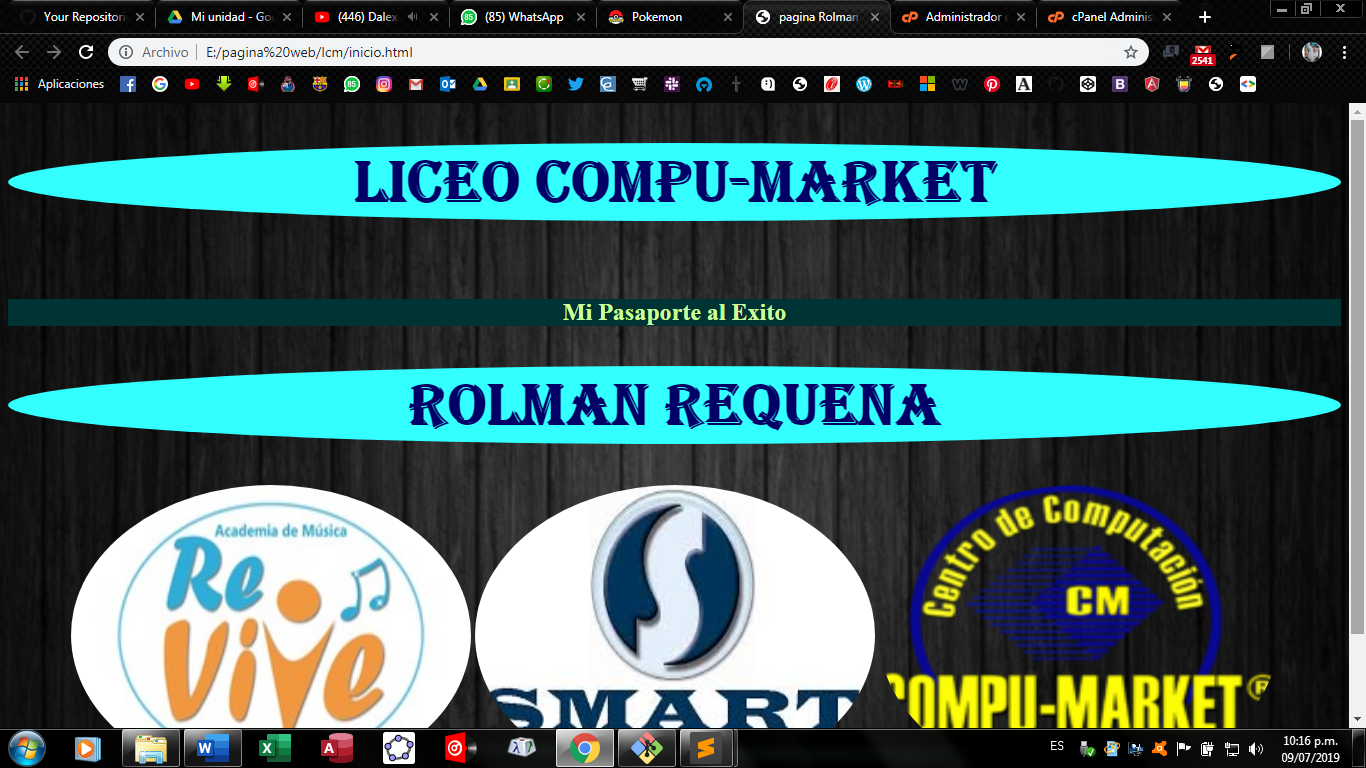 Your Repositori
Mi unidad - Goo
(446) Dalex
(85) WhatsApp
Pokemon
pagina Rolman
Administrador d
cPanel Adminis
Archivo | E:/pagina%20web/lcm/inicio.html
2541
Aplicaciones
85
LICEO COMPU-MARKET
Mi Pasaporte al Exito
ROLMAN REQUENA
Academia de Música
Re
Vive
SMART
Centro de Computación
CM
COMPU-MARKET®
ES
10:16 p.m.
09/07/2019